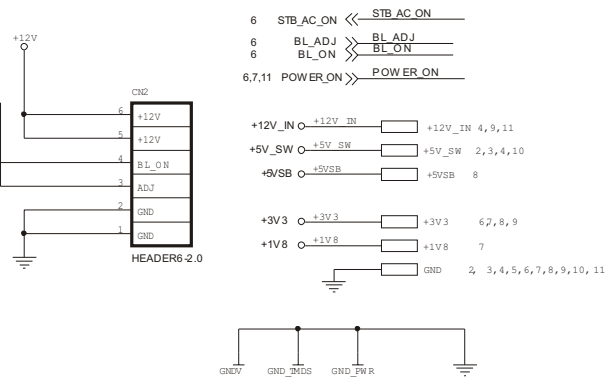 6 STB_AC_ON STB_AC_ON
6 BL_ADJ BL_ADJ
6 BL_ON BL_ON
6,7,11 POWER_ON POWER_ON
+12V
CN2
6 +12V
5 +12V
4 BL_ON
3 ADJ
2 GND
1 GND
HEADER6-2.0
+12V_IN +12V_IN +12V_IN 4,9,11
+5V_SW +5V_SW +5V_SW 2,3,4,10
+5VSB +5VSB +5VSB 8
+3V3 +3V3 +3V3 6,7,8,9
+1V8 +1V8 +1V8 7
GND 2, 3,4,5,6,7,8,9,10,11
GNDV GND_TMDS GND_PWR